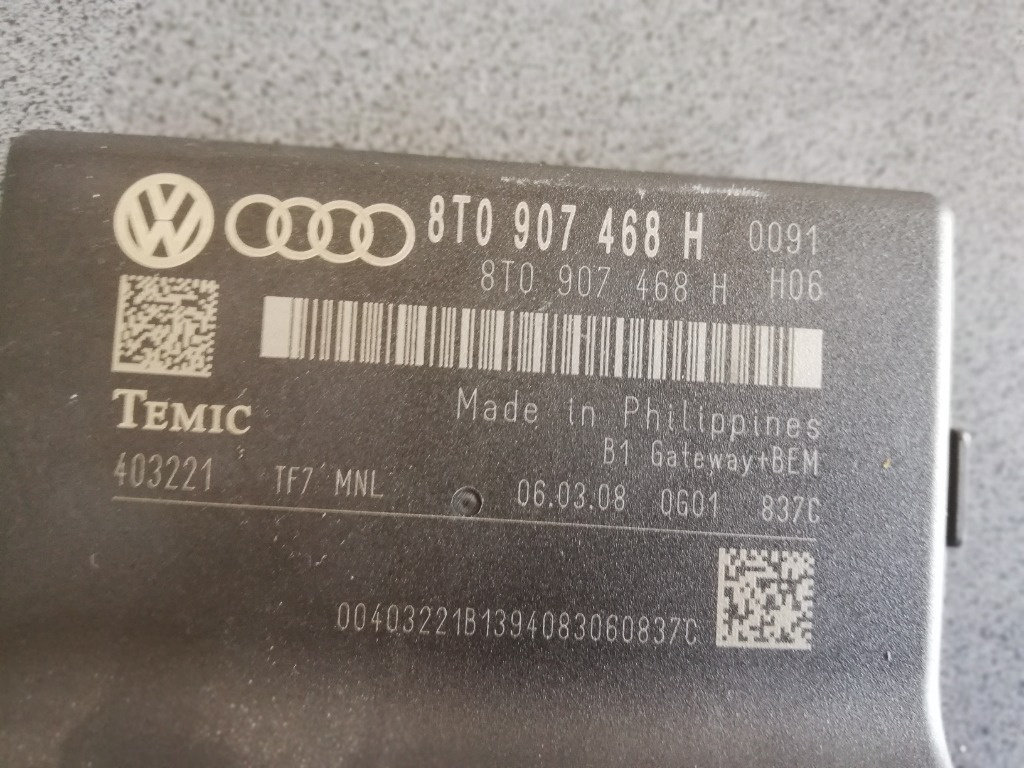 8T0 907 468 H 0091
8T0 907 468 H H06
TEMIC
Made in Philippines
B1 Gateway+BEM
403221 TF7 MNL 06.03.08 0G01 837C
00403221B1394083060837C